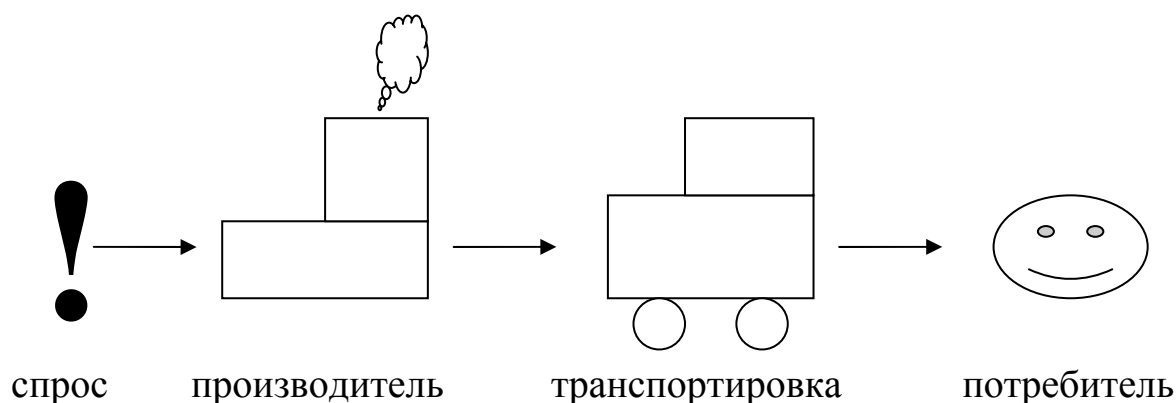 спрос производитель транспортировка потребитель